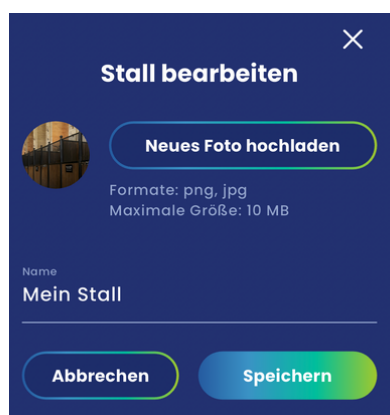 Stall bearbeiten
Neues Foto hochladen
Formate: png, jpg
Maximale Größe: 10 MB
Name
Mein Stall
Abbrechen
Speichern